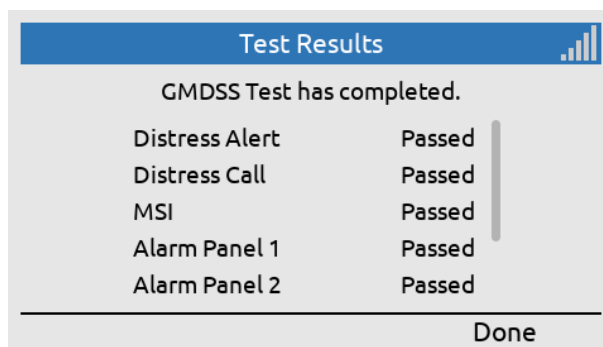 Test Results
GMDSS Test has completed.
Distress Alert Passed
Distress Call Passed
MSI Passed
Alarm Panel 1 Passed
Alarm Panel 2 Passed
Done